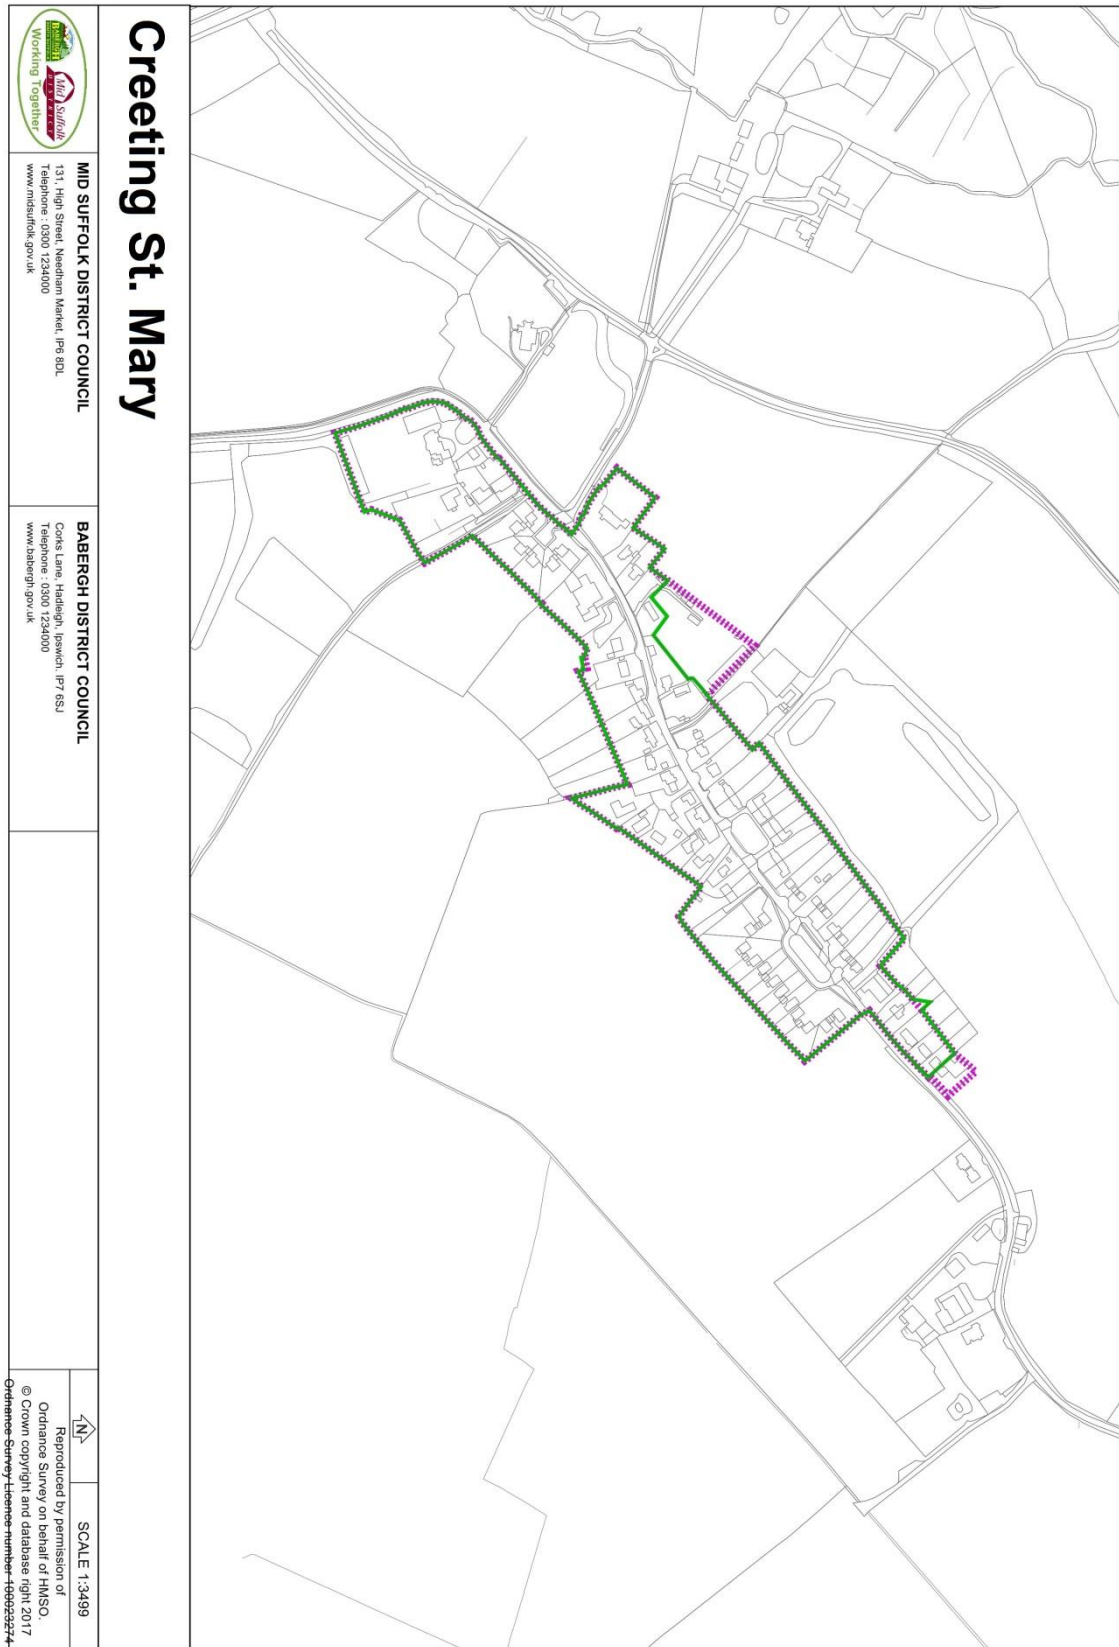 Creeting St. Mary
BABERGH
Mid Suffolk
DISTRICT
Working Together
MID SUFFOLK DISTRICT COUNCIL
131, High Street, Needham Market, IP6 8DL
Telephone : 0300 1234000
www.midsuffolk.gov.uk
BABERGH DISTRICT COUNCIL
Corks Lane, Hadleigh, Ipswich. IP7 6SJ
Telephone : 0300 1234000
www.babergh.gov.uk
N
SCALE 1:3499
Reproduced by permission of
Ordnance Survey on behalf of HMSO.
© Crown copyright and database right 2017
Ordnance Survey Licence number 100023274